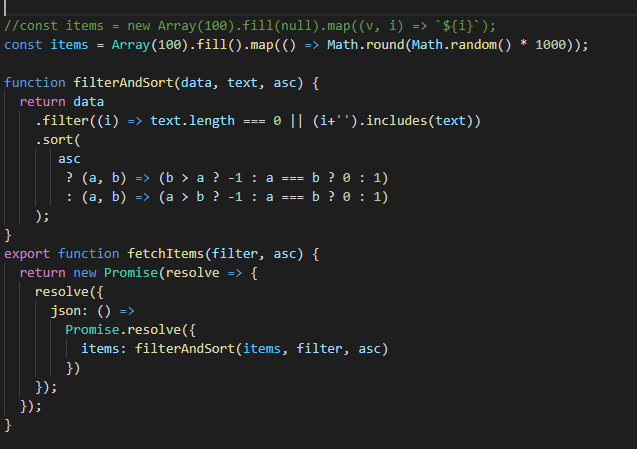 //const items = new Array(100).fill(null).map((v, i) => `${i}`);
const items = Array(100).fill().map(() => Math.round(Math.random() * 1000));

function filterAndSort(data, text, asc) {
  return data
    .filter((i) => text.length === 0 || (i+'').includes(text))
    .sort(
       asc
        ? (a, b) => (b > a ? -1 : a === b ? 0 : 1)
        : (a, b) => (a > b ? -1 : a === b ? 0 : 1)
    );
}
export function fetchItems(filter, asc) {
  return new Promise(resolve => {
    resolve({
      json: () =>
        Promise.resolve({
          items: filterAndSort(items, filter, asc)
        })
    });
  });
}